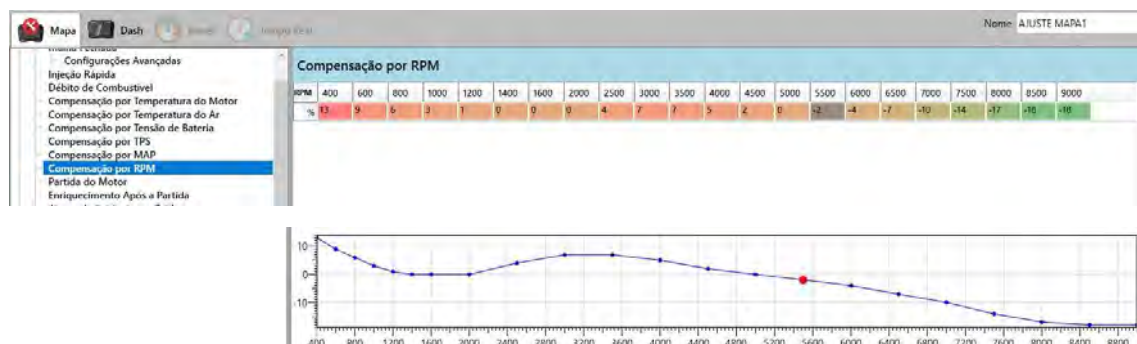 Mapa Dash Nome AJUSTE MAPA1
Configurações Avançadas
Injeção Rápida
Débito de Combustível
Compensação por Temperatura do Motor
Compensação por Temperatura do Ar
Compensação por Tensão de Bateria
Compensação por TPS
Compensação por MAP
Compensação por RPM
Partida do Motor
Enriquecimento Após a Partida
Compensação por RPM
RPM 400 600 800 1000 1200 1400 1600 2000 2500 3000 3500 4000 4500 5000 5500 6000 6500 7000 7500 8000 8500 9000
% 13 9 6 3 1 0 0 0 4 7 7 5 2 0 -2 -4 -7 -10 -14 -17 -18 -18
10
0
-10
400 800 1200 1600 2000 2400 2800 3200 3600 4000 4400 4800 5200 5600 6000 6400 6800 7200 7600 8000 8400 8800